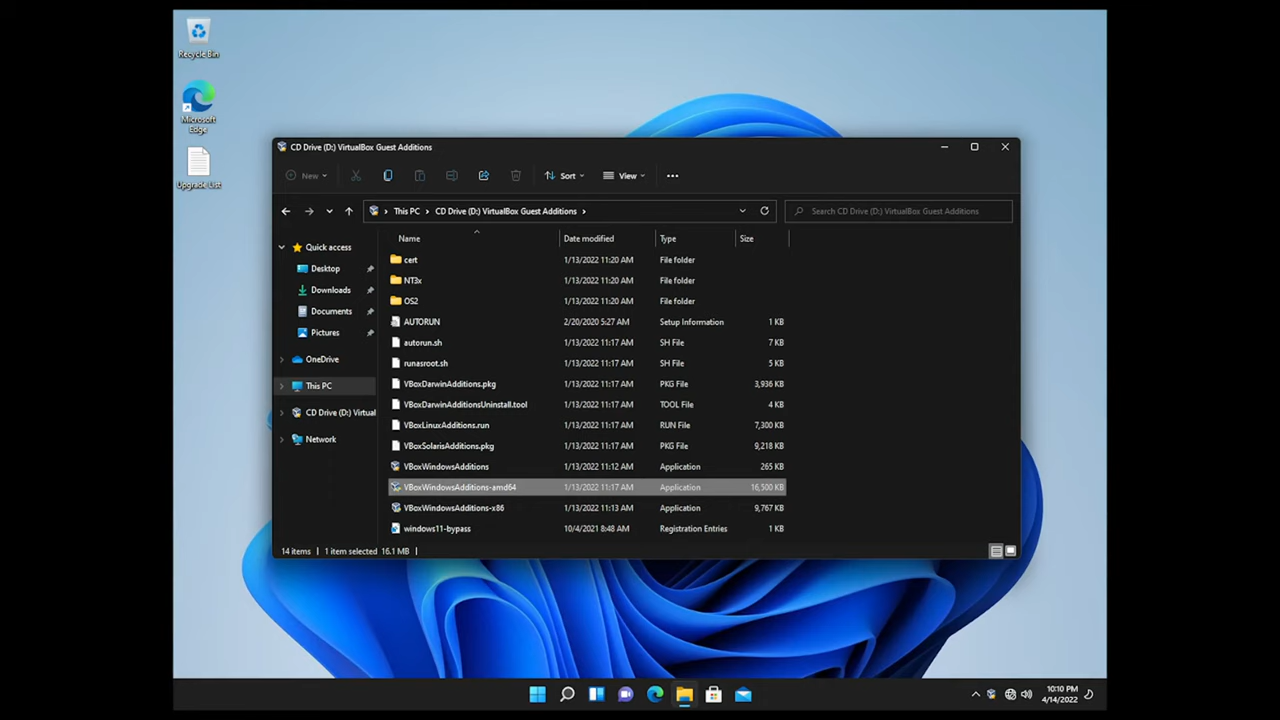 Recycle Bin
Microsoft
Edge
Upgrade List
CD Drive (D:) VirtualBox Guest Additions
New
Sort
View
This PC > CD Drive (D:) VirtualBox Guest Additions >
Search CD Drive (D:) VirtualBox Guest Additions
Quick access
Desktop
Downloads
Documents
Pictures
OneDrive
This PC
CD Drive (D:) Virtual
Network
Name Date modified Type Size
cert 1/13/2022 11:20 AM File folder
NT3x 1/13/2022 11:20 AM File folder
OS2 1/13/2022 11:20 AM File folder
AUTORUN 2/20/2020 5:27 AM Setup Information 1 KB
autorun.sh 1/13/2022 11:17 AM SH File 7 KB
runasroot.sh 1/13/2022 11:17 AM SH File 5 KB
VBoxDarwinAdditions.pkg 1/13/2022 11:17 AM PKG File 3,936 KB
VBoxDarwinAdditionsUninstall.tool 1/13/2022 11:17 AM TOOL File 4 KB
VBoxLinuxAdditions.run 1/13/2022 11:17 AM RUN File 7,300 KB
VBoxSolarisAdditions.pkg 1/13/2022 11:17 AM PKG File 9,218 KB
VBoxWindowsAdditions 1/13/2022 11:12 AM Application 265 KB
VBoxWindowsAdditions-amd64 1/13/2022 11:17 AM Application 16,500 KB
VBoxWindowsAdditions-x86 1/13/2022 11:13 AM Application 9,767 KB
windows11-bypass 10/4/2021 8:48 AM Registration Entries 1 KB
14 items 1 item selected 16.1 MB
10:10 PM
4/14/2022